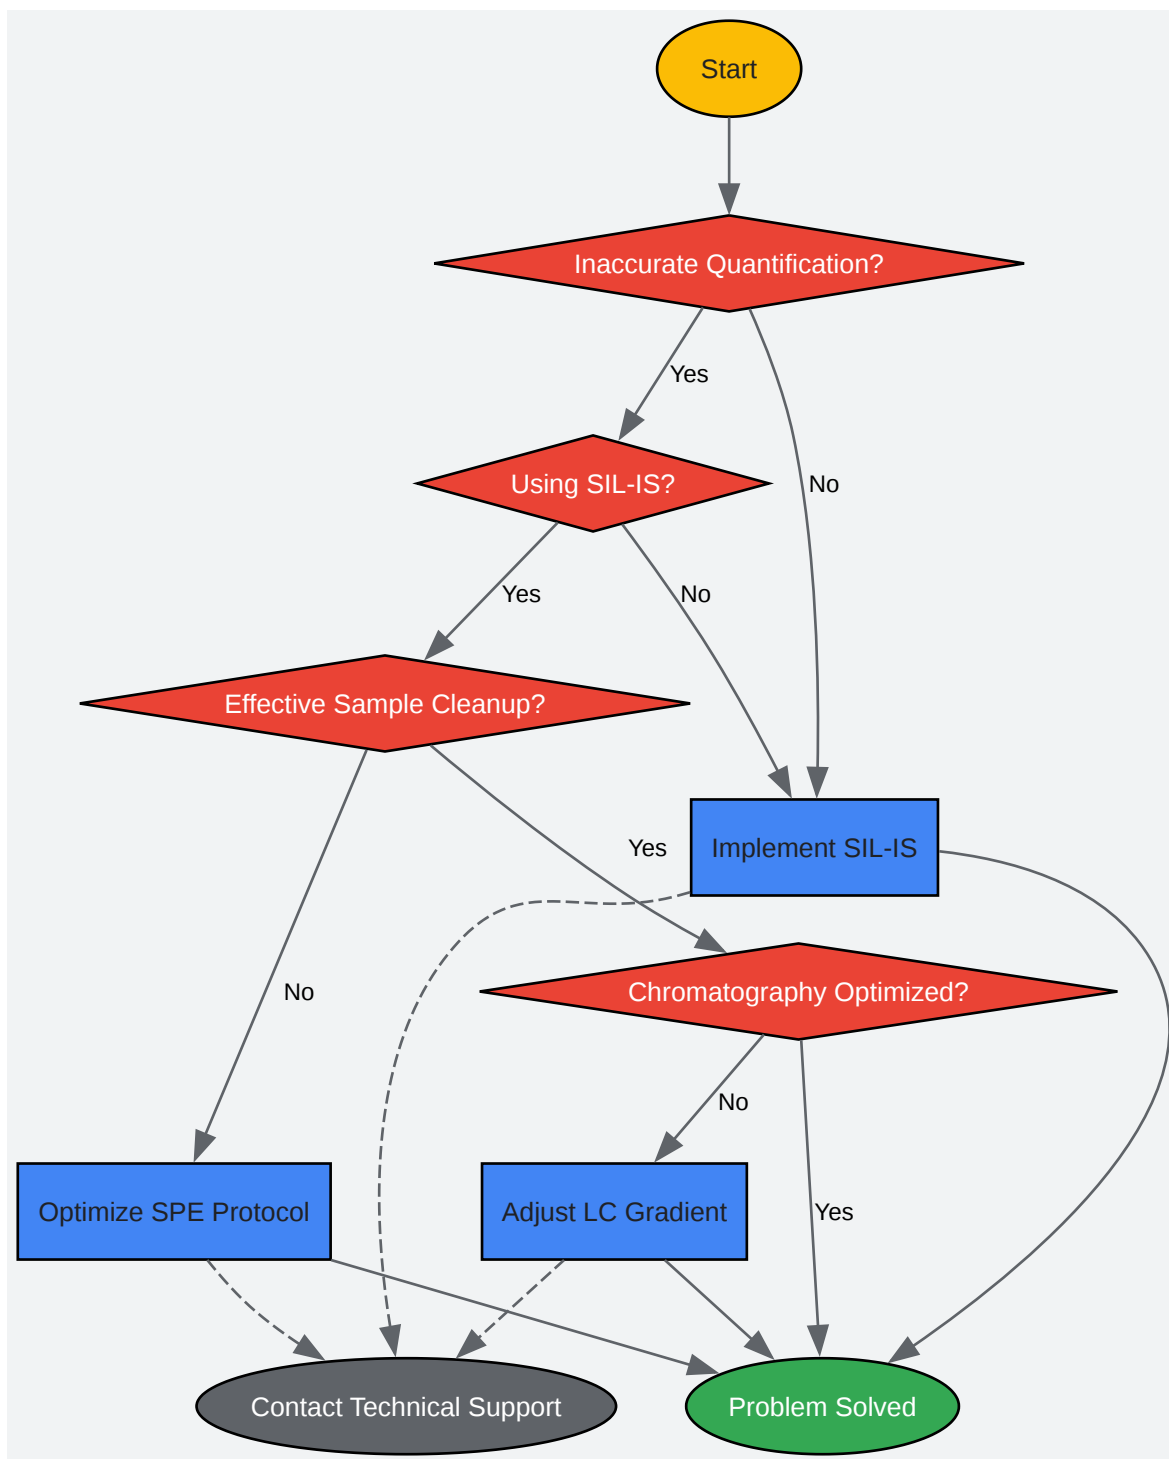 Start
Inaccurate Quantification?
Yes
Using SIL-IS?
No
Yes
No
Effective Sample Cleanup?
Yes
Implement SIL-IS
No
Chromatography Optimized?
No
Optimize SPE Protocol
Adjust LC Gradient
Yes
Contact Technical Support
Problem Solved